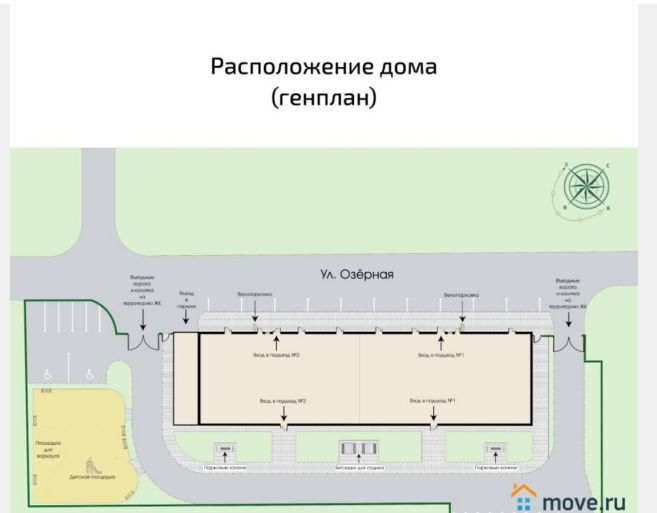 Расположение дома
(генплан)
Ул. Озёрная
Въездные
ворота
и калитка
на
территорию ЖК
Въезд
в
паркинг
Велопарковка
Велопарковка
Въездные
ворота
и калитка
на
территорию ЖК
Вход в подъезд №2
Вход в подъезд №1
Вход в подъезд №2
Вход в подъезд №1
Площадка
для
воркаута
Детская площадка
Парковые качели
Беседки для отдыха
Парковые качели
move.ru